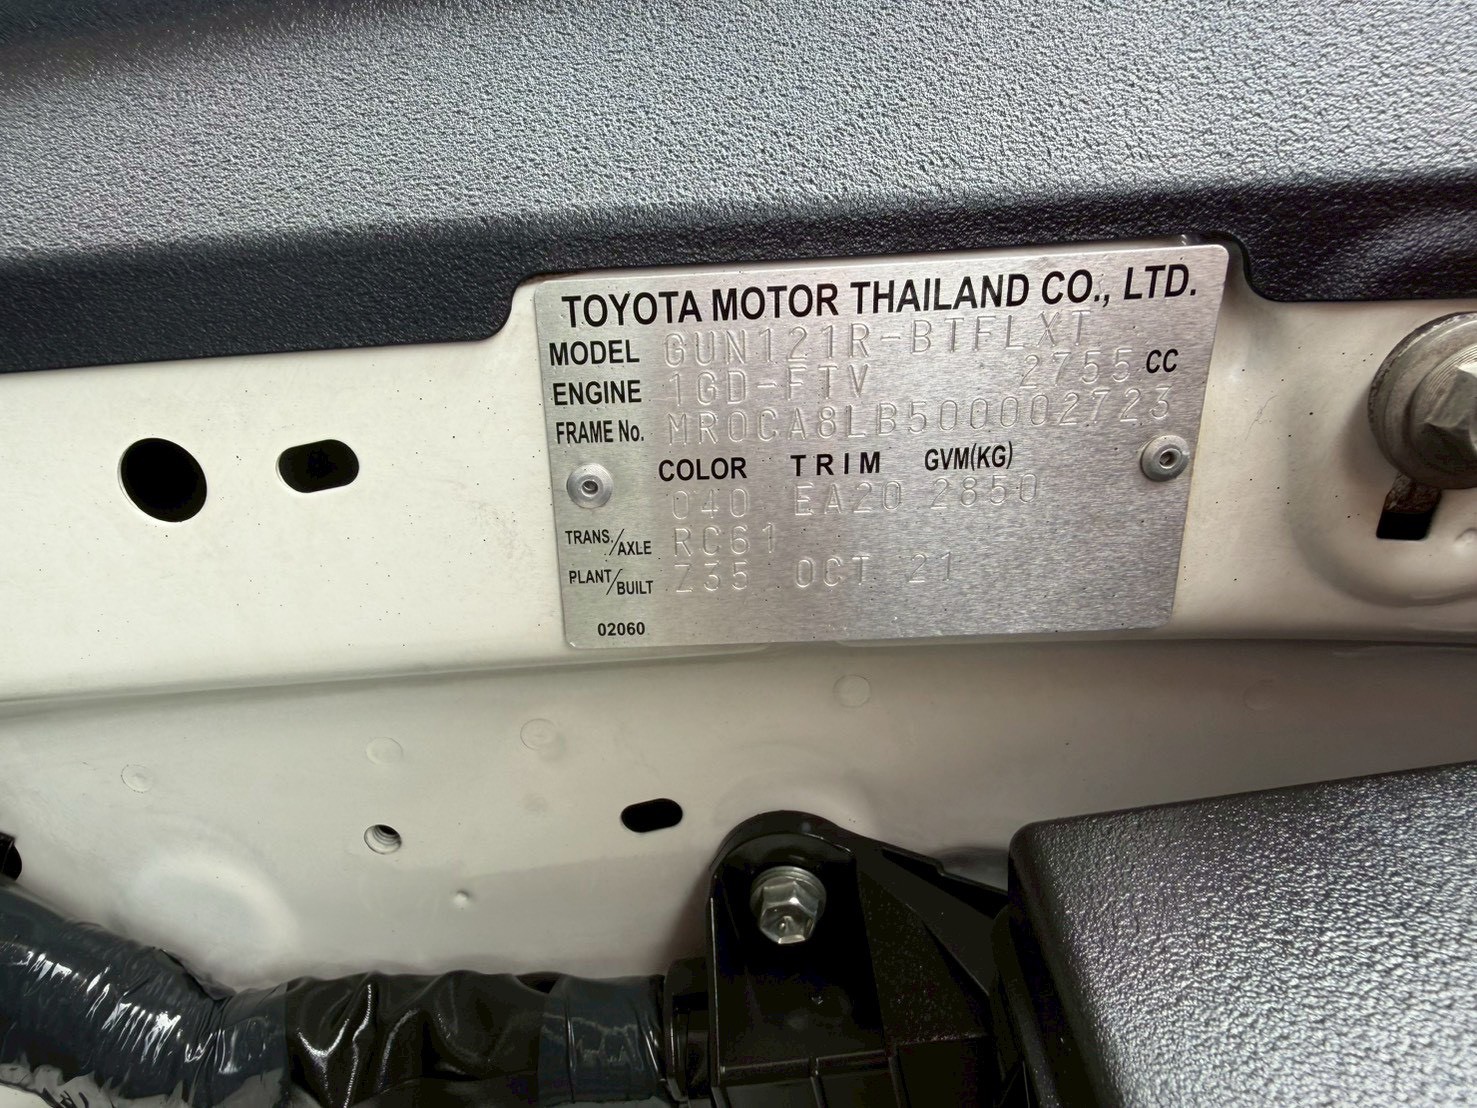 TOYOTA MOTOR THAILAND CO., LTD.
MODEL GUN121R-BTFLXT
ENGINE 1GD-FTV 2755 CC
FRAME No. MR0CA8LB500002723
COLOR TRIM GVM(KG)
040 EA20 2850
TRANS./AXLE RC61
PLANT/BUILT Z35 OCT 21
02060